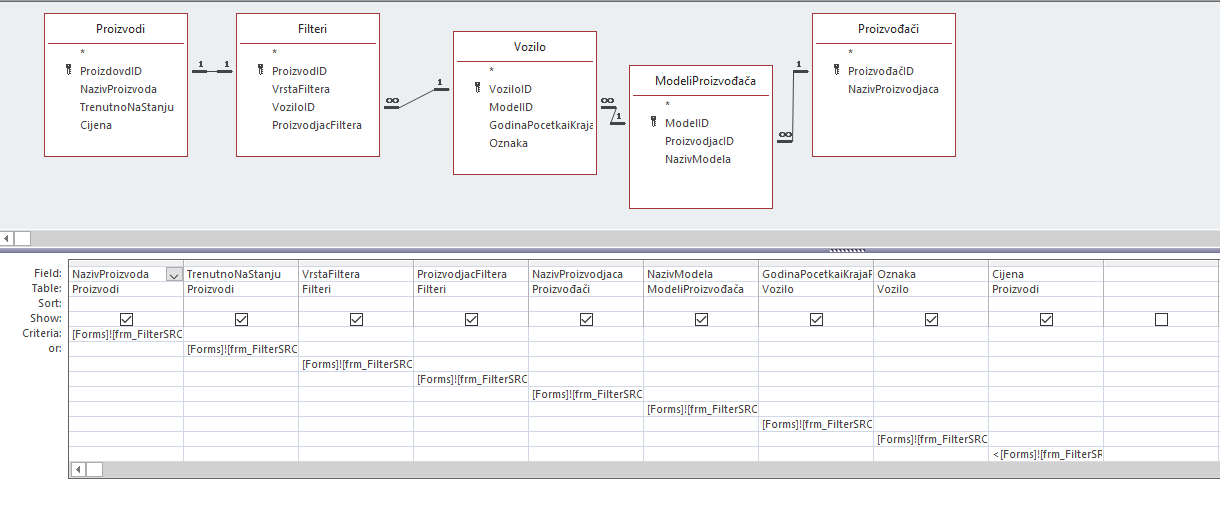 Proizvodi
*
ProizdovdID
NazivProizvoda
TrenutnoNaStanju
Cijena
1 1
Filteri
*
ProizvodID
VrstaFiltera
VoziloID
ProizvodjacFiltera
∞ 1
Vozilo
*
VoziloID
ModelID
GodinaPocetkaiKraja
Oznaka
∞ 1
ModeliProizvođača
*
ModelID
ProizvodjacID
NazivModela
∞ 1
Proizvođači
*
ProizvođačiID
NazivProizvodjaca
Field: NazivProizvoda TrenutnoNaStanju VrstaFiltera ProizvodjacFiltera NazivProizvodjaca NazivModela GodinaPocetkaiKrajaP Oznaka Cijena
Table: Proizvodi Proizvodi Filteri Filteri Proizvođači ModeliProizvođača Vozilo Vozilo Proizvodi
Sort:
Show:
Criteria: [Forms]![frm_FilterSRC
or: [Forms]![frm_FilterSRC
[Forms]![frm_FilterSRC
[Forms]![frm_FilterSRC
[Forms]![frm_FilterSRC
[Forms]![frm_FilterSRC
[Forms]![frm_FilterSRC
[Forms]![frm_FilterSRC
<[Forms]![frm_FilterSR